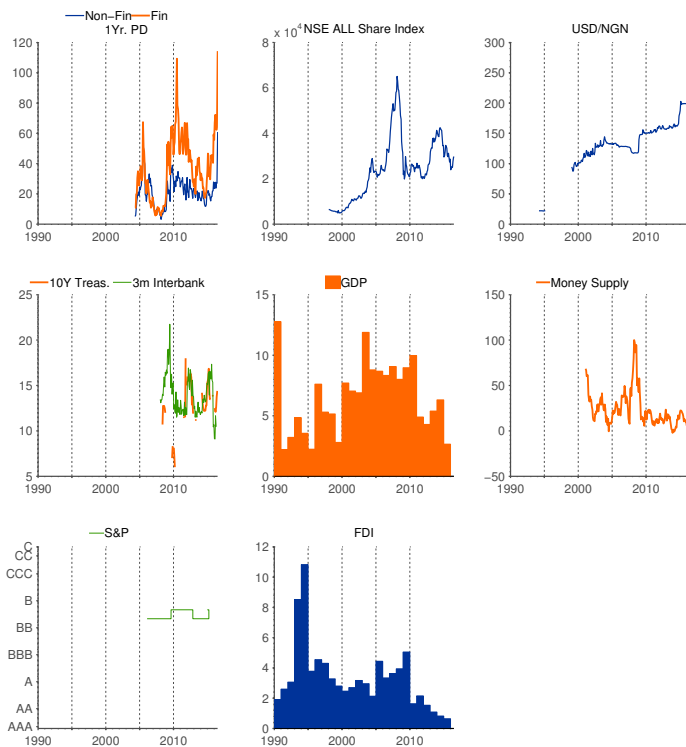 Non-Fin Fin
1Yr. PD
120
100
80
60
40
20
0
1990 2000 2010
x 10^4 NSE ALL Share Index
8
6
4
2
0
1990 2000 2010
USD/NGN
300
250
200
150
100
50
0
1990 2000 2010
10Y Treas. 3m Interbank
25
20
15
10
5
1990 2000 2010
GDP
15
10
5
0
1990 2000 2010
Money Supply
150
100
50
0
−50
1990 2000 2010
S&P
C
CC
CCC
B
BB
BBB
A
AA
AAA
1990 2000 2010
FDI
12
10
8
6
4
2
0
1990 2000 2010